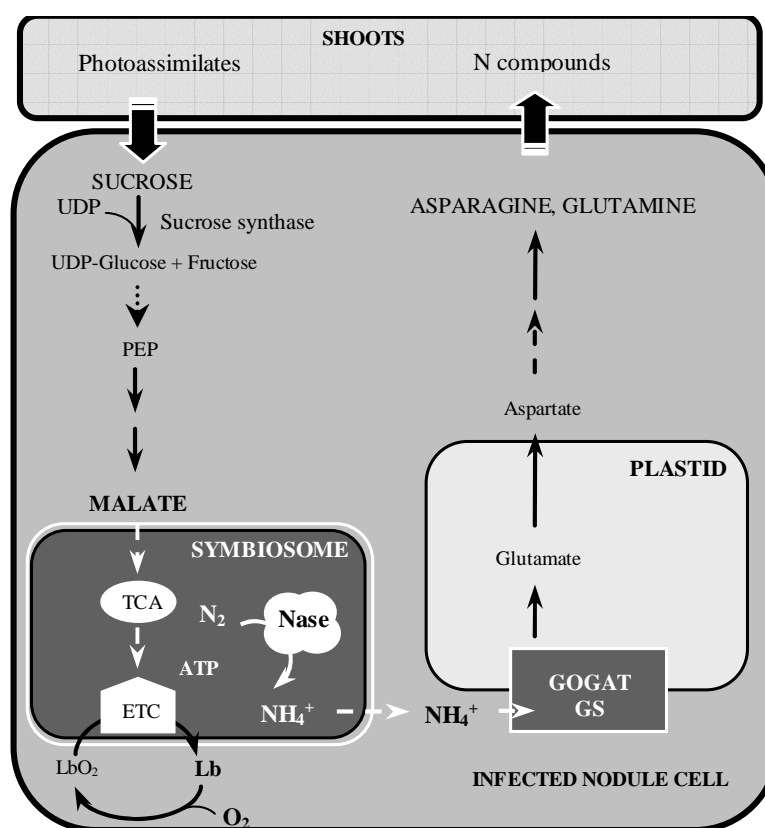 SHOOTS
Photoassimilates
N compounds
SUCROSE
UDP
Sucrose synthase
UDP-Glucose + Fructose
PEP
MALATE
SYMBIOSOME
TCA
N₂
Nase
ATP
ETC
NH₄⁺
LbO₂
Lb
O₂
ASPARAGINE, GLUTAMINE
Aspartate
PLASTID
Glutamate
GOGAT
GS
NH₄⁺
INFECTED NODULE CELL